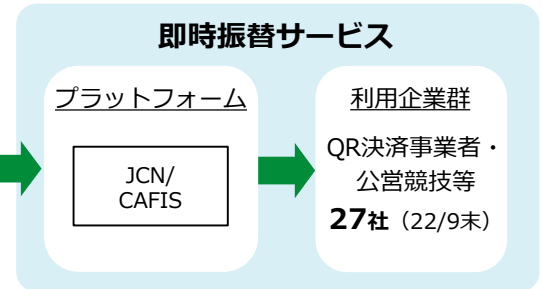 即時振替サービス
プラットフォーム
JCN/
CAFIS
利用企業群
QR決済事業者・
公営競技等
27社（22/9末）